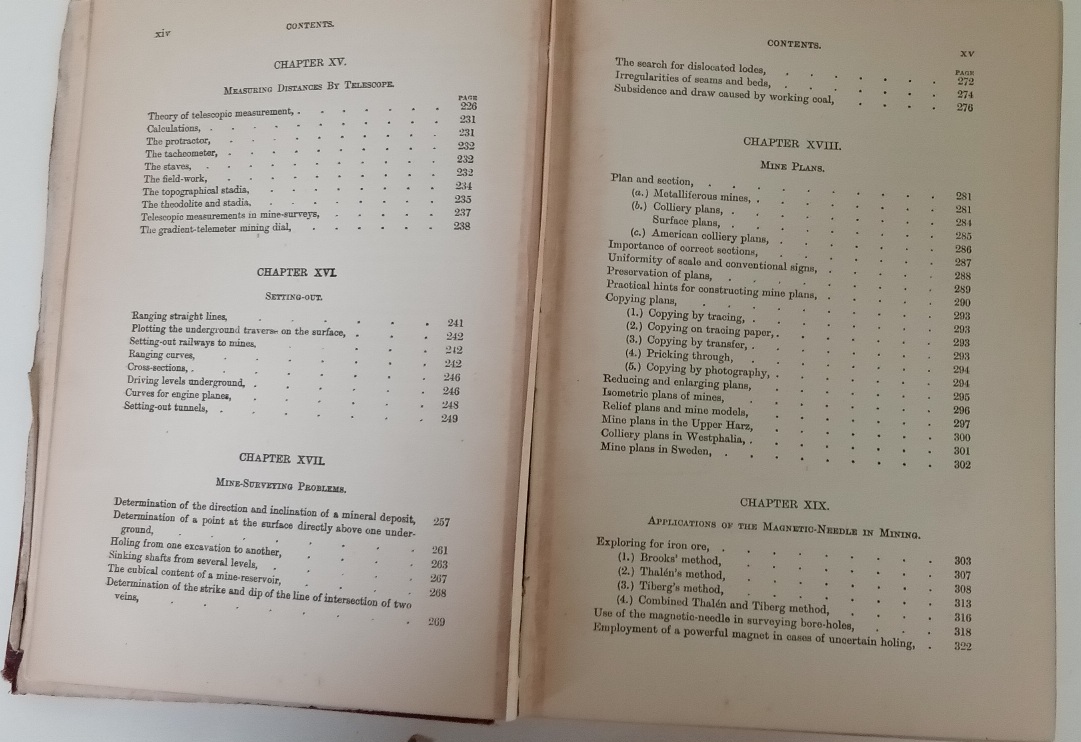 xiv
CONTENTS.
CHAPTER XV.
MEASURING DISTANCES BY TELESCOPE.
PAGE
Theory of telescopic measurement, . . . . . . 226
Calculations, . . . . . . 231
The protractor, . . . . . . 231
The tacheometer, . . . . . . 232
The staves, . . . . . . 232
The field-work, . . . . . . 232
The topographical stadia, . . . . . . 234
The theodolite and stadia, . . . . . . 235
Telescopic measurements in mine-surveys, . . . . 237
The gradient-telemeter mining dial, . . . . . 238
CHAPTER XVI.
SETTING-OUT.
Ranging straight lines, . . . . . 241
Plotting the underground traverse on the surface, . . . 242
Setting-out railways to mines, . . . 242
Ranging curves, . . . . . 242
Cross-sections, . . . . . . 246
Driving levels underground, . . . . . 246
Curves for engine planes, . . . . . 248
Setting-out tunnels, . . . . . 249
CHAPTER XVII.
MINE-SURVEYING PROBLEMS.
Determination of the direction and inclination of a mineral deposit, 257
Determination of a point at the surface directly above one under-
ground, . . . . . . 261
Holing from one excavation to another, . . . . 263
Sinking shafts from several levels, . . . . . 267
The cubical content of a mine-reservoir, . . . . 268
Determination of the strike and dip of the line of intersection of two
veins, . . . . . . 269
CONTENTS.
xv
PAGE
The search for dislocated lodes, . . . . . . 272
Irregularities of seams and beds, . . . . . . 274
Subsidence and draw caused by working coal, . . . . 276
CHAPTER XVIII.
MINE PLANS.
Plan and section, . . . . . . 281
(a.) Metalliferous mines, . . . . . . 281
(b.) Colliery plans, . . . . . . 284
Surface plans, . . . . . . 285
(c.) American colliery plans, . . . . . . 286
Importance of correct sections, . . . . . . 287
Uniformity of scale and conventional signs, . . . . 288
Preservation of plans, . . . . . . 289
Practical hints for constructing mine plans, . . . . 290
Copying plans, . . . . . . 293
(1.) Copying by tracing, . . . . . . 293
(2.) Copying on tracing paper, . . . . . 293
(3.) Copying by transfer, . . . . . . 293
(4.) Pricking through, . . . . . . 294
(5.) Copying by photography, . . . . . 294
Reducing and enlarging plans, . . . . . . 295
Isometric plans of mines, . . . . . . 296
Relief plans and mine models, . . . . . . 297
Mine plans in the Upper Harz, . . . . . . 300
Colliery plans in Westphalia, . . . . . . 301
Mine plans in Sweden, . . . . . . 302
CHAPTER XIX.
APPLICATIONS OF THE MAGNETIC-NEEDLE IN MINING.
Exploring for iron ore, . . . . . . 303
(1.) Brooks' method, . . . . . . 307
(2.) Thalén's method, . . . . . . 308
(3.) Tiberg's method, . . . . . . 313
(4.) Combined Thalén and Tiberg method, . . . . 316
Use of the magnetic-needle in surveying bore-holes, . . . 318
Employment of a powerful magnet in cases of uncertain holing, . 322